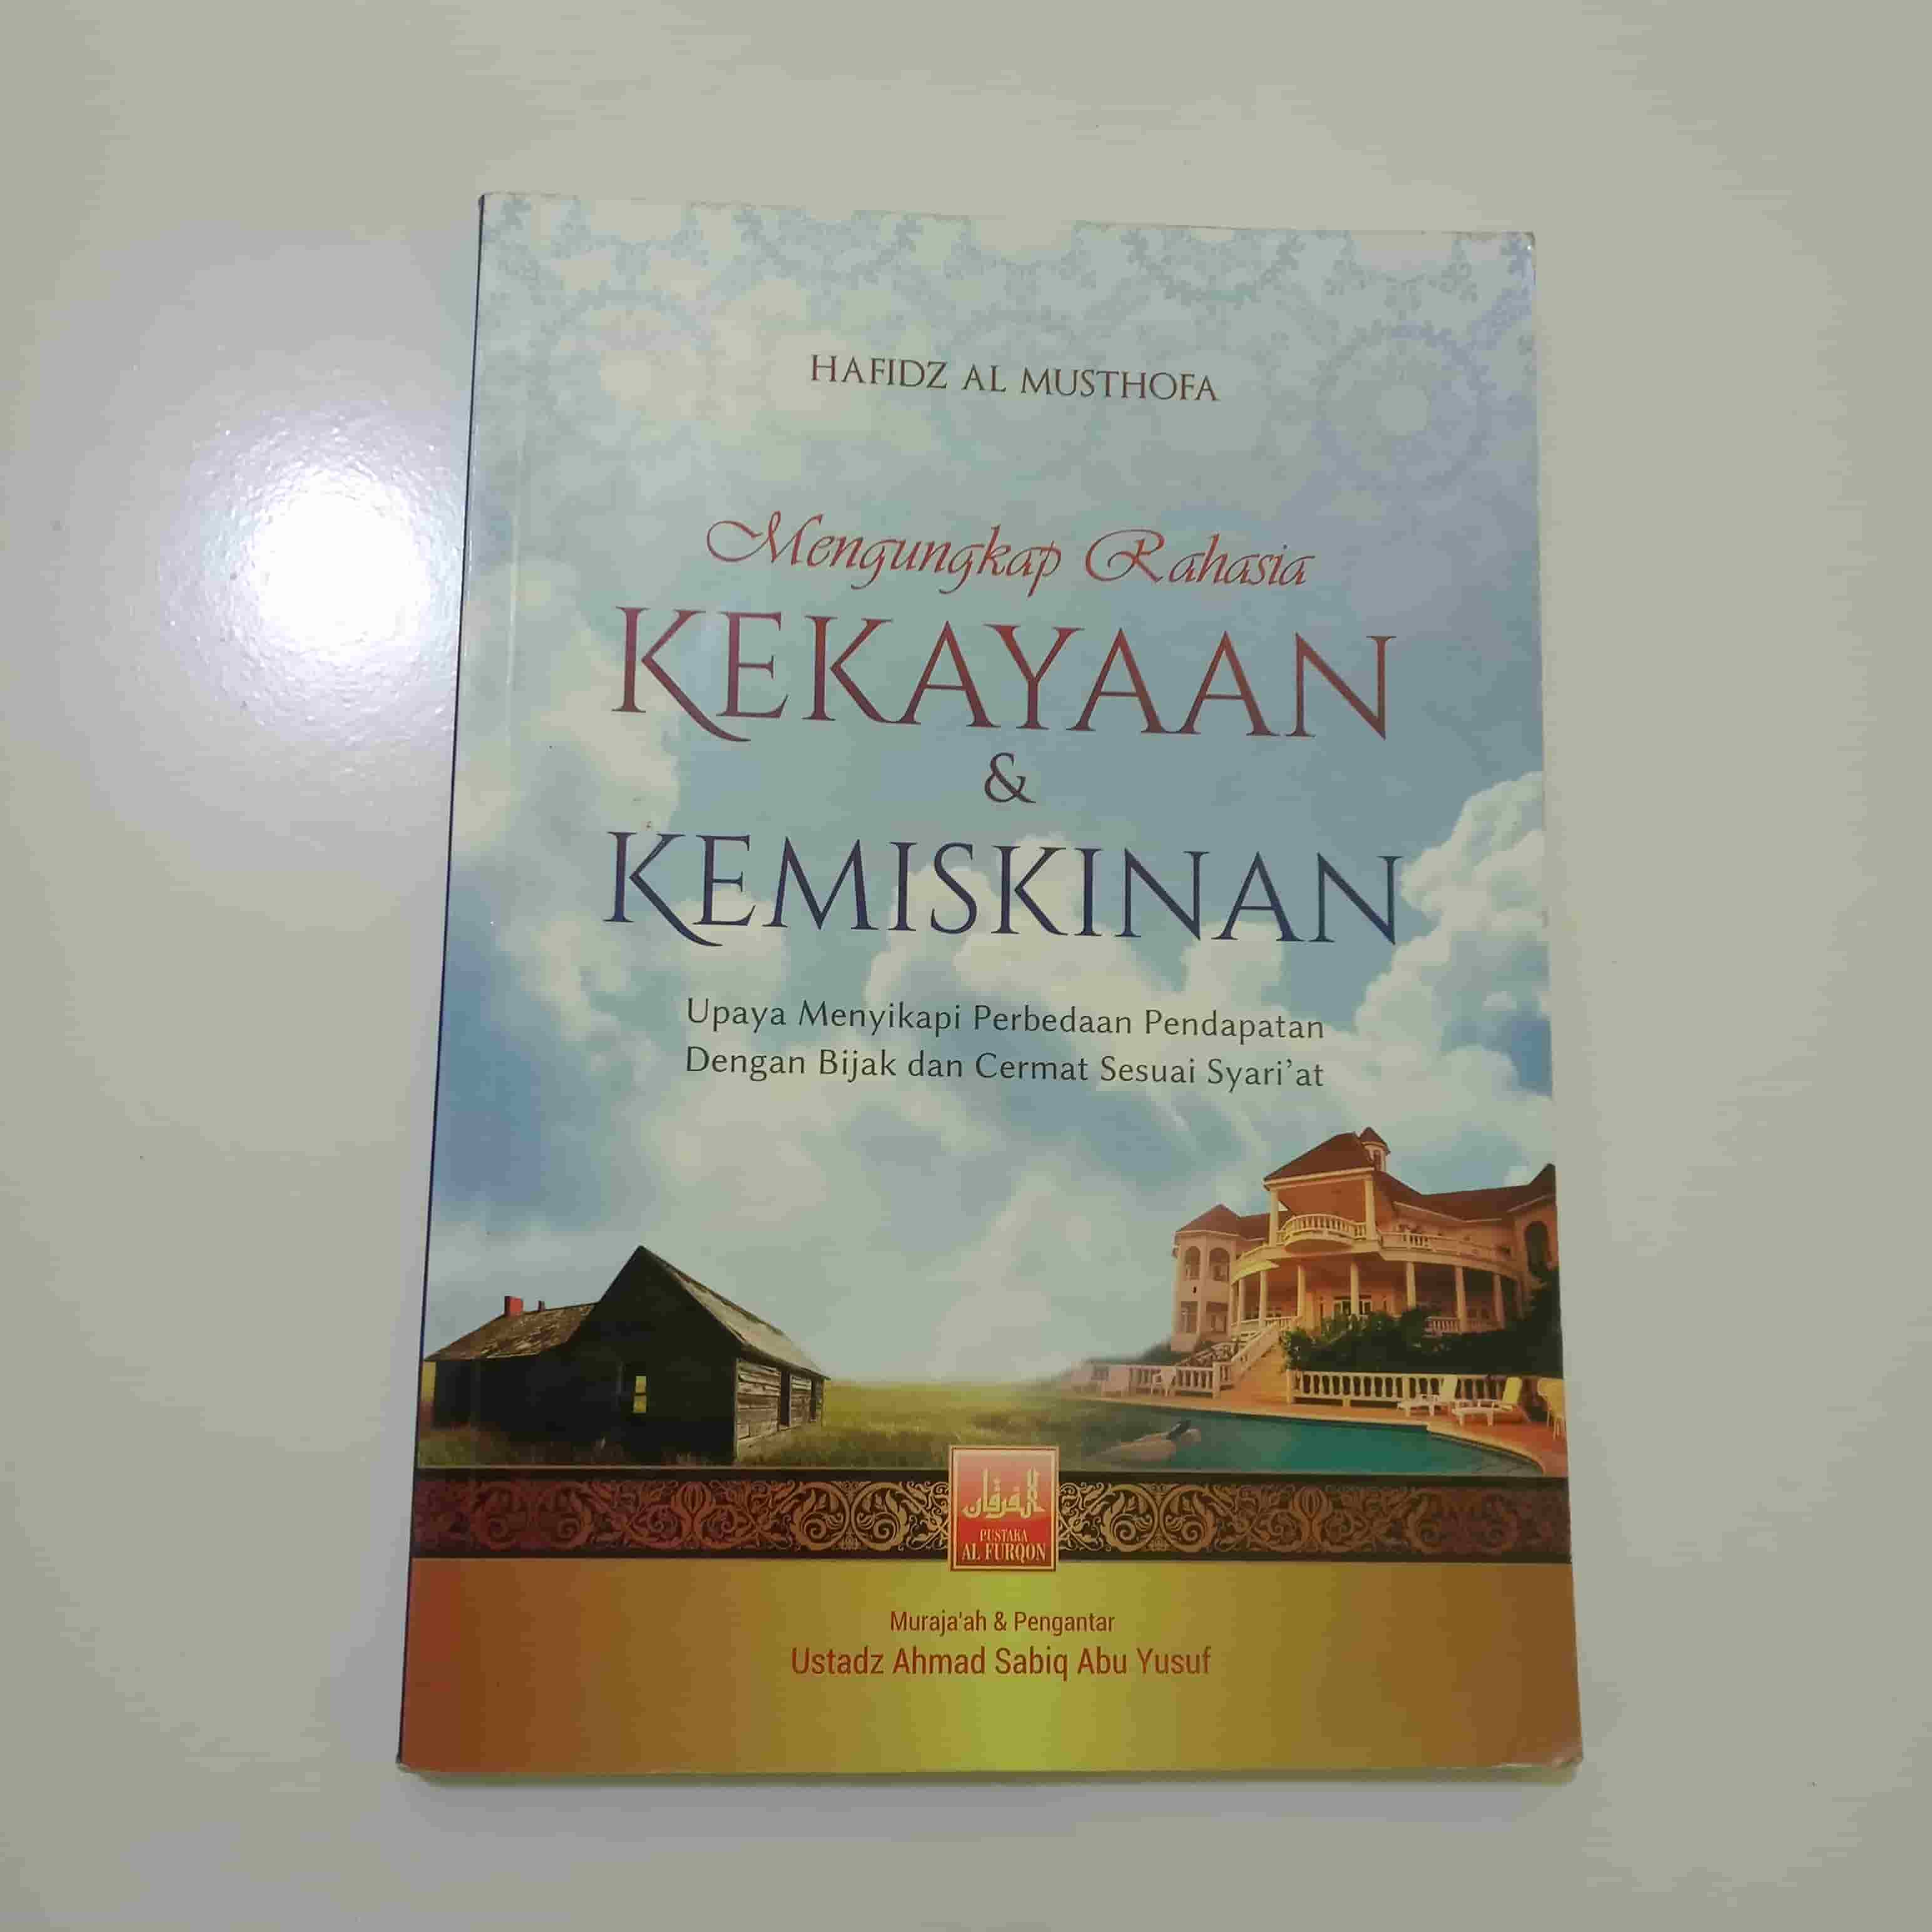 HAFIDZ AL MUSTHOFA
Mengungkap Rahasia
KEKAYAAN
&
KEMISKINAN
Upaya Menyikapi Perbedaan Pendapatan
Dengan Bijak dan Cermat Sesuai Syari'at
الفرقان
PUSTAKA
AL FURQON
Muraja'ah & Pengantar
Ustadz Ahmad Sabiq Abu Yusuf